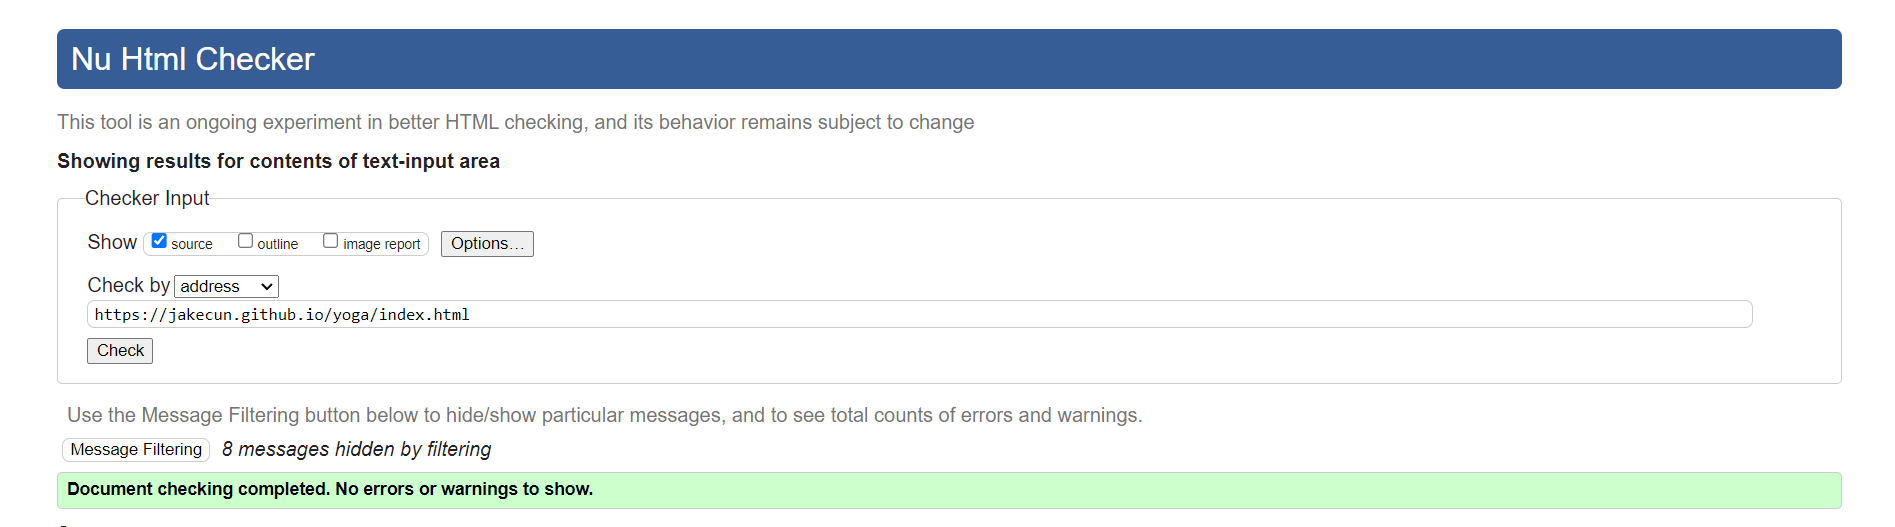 Nu Html Checker
This tool is an ongoing experiment in better HTML checking, and its behavior remains subject to change
Showing results for contents of text-input area
Checker Input
Show source outline image report Options...
Check by address
https://jakecun.github.io/yoga/index.html
Check
Use the Message Filtering button below to hide/show particular messages, and to see total counts of errors and warnings.
Message Filtering 8 messages hidden by filtering
Document checking completed. No errors or warnings to show.